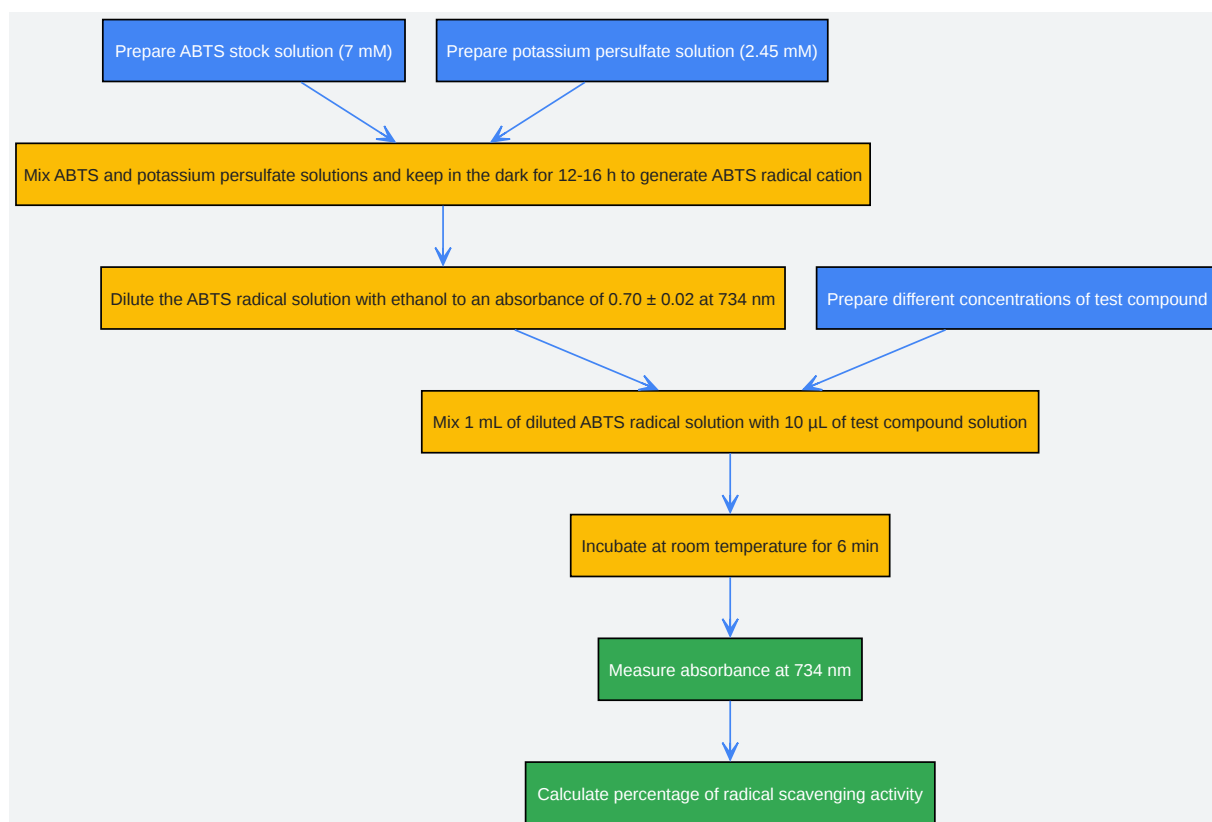 Prepare ABTS stock solution (7 mM)
Prepare potassium persulfate solution (2.45 mM)
Mix ABTS and potassium persulfate solutions and keep in the dark for 12-16 h to generate ABTS radical cation
Dilute the ABTS radical solution with ethanol to an absorbance of 0.70 ± 0.02 at 734 nm
Prepare different concentrations of test compound
Mix 1 mL of diluted ABTS radical solution with 10 µL of test compound solution
Incubate at room temperature for 6 min
Measure absorbance at 734 nm
Calculate percentage of radical scavenging activity